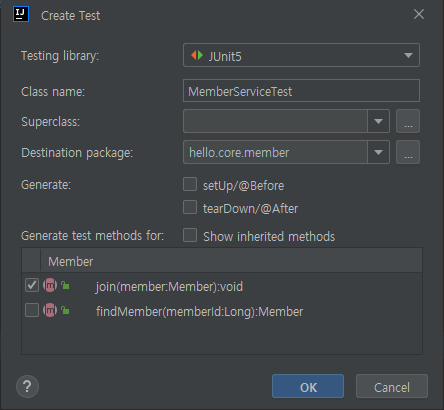 IJ Create Test
Testing library: JUnit5
Class name: MemberServiceTest
Superclass: ...
Destination package: hello.core.member ...
Generate: setUp/@Before
tearDown/@After
Generate test methods for: Show inherited methods
Member
m join(member:Member):void
m findMember(memberId:Long):Member
? OK Cancel